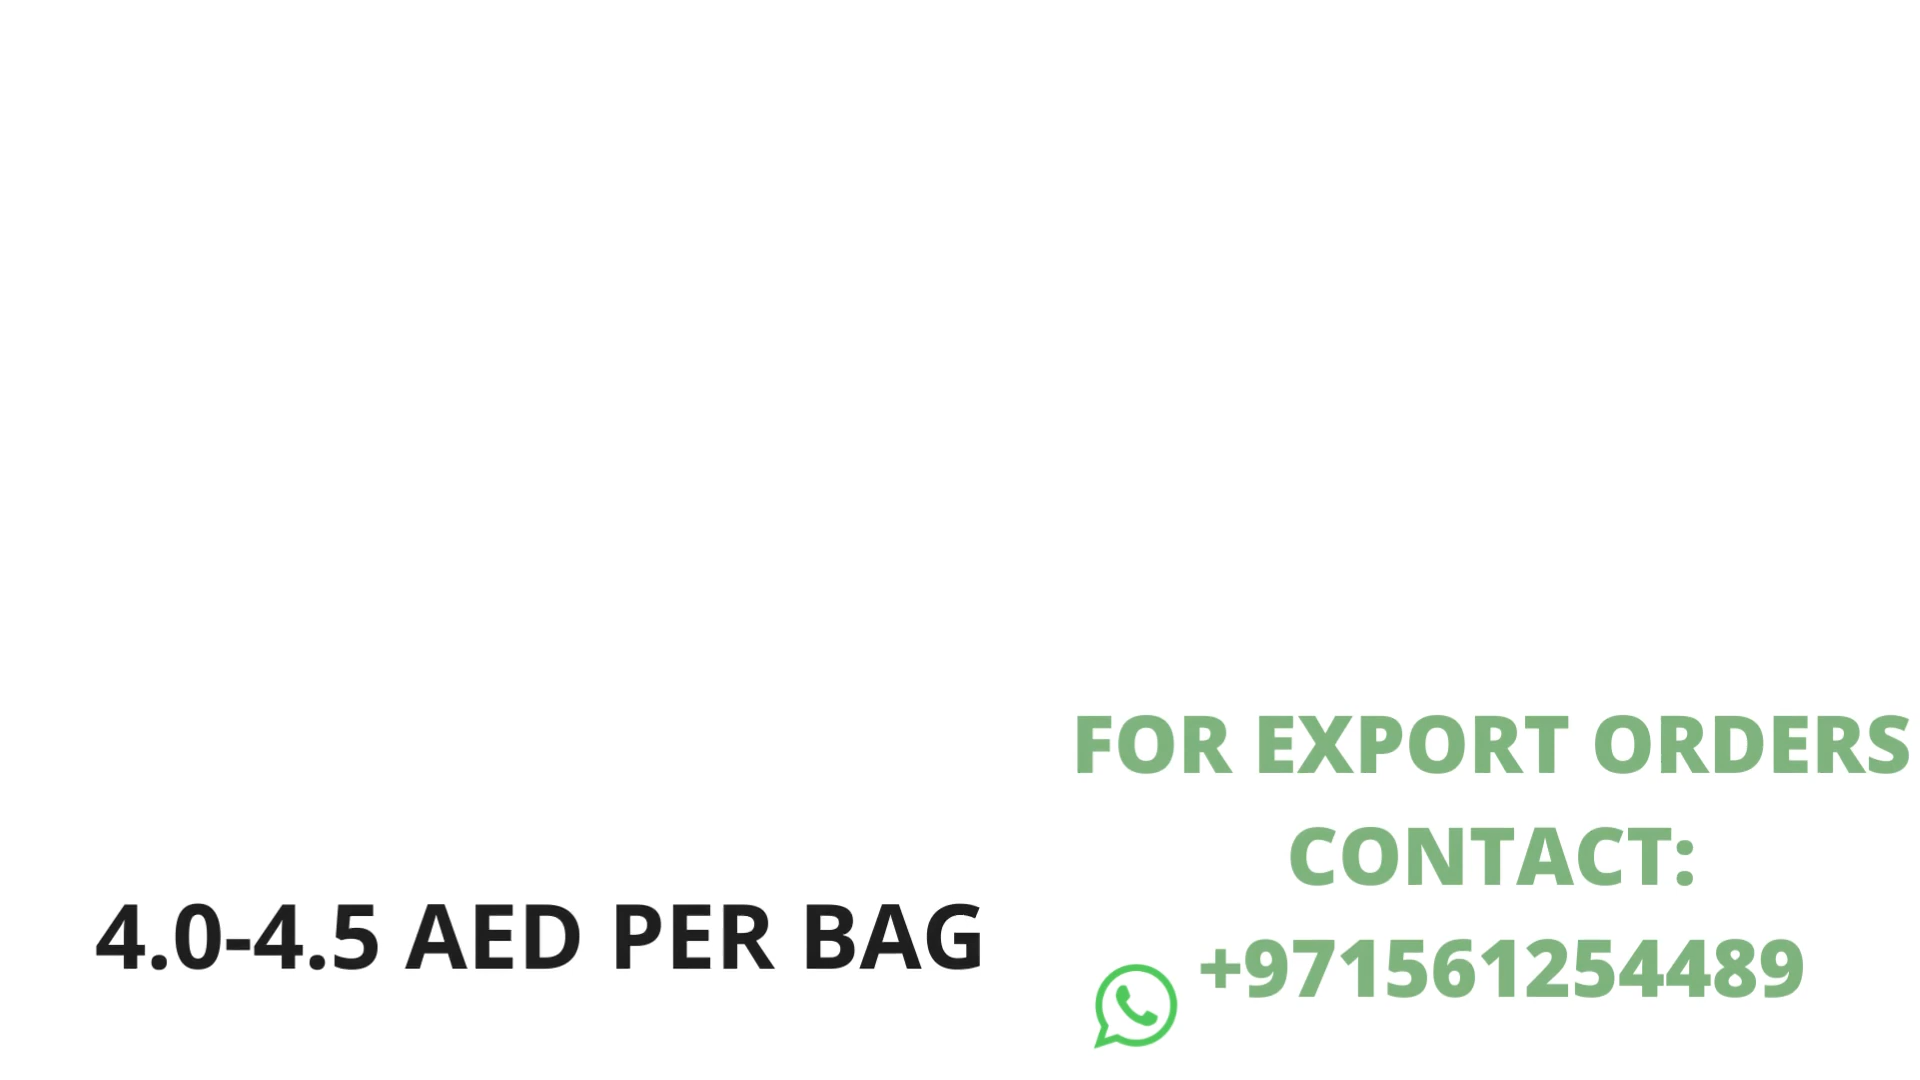 4.0-4.5 AED PER BAG
FOR EXPORT ORDERS
CONTACT:
+971561254489